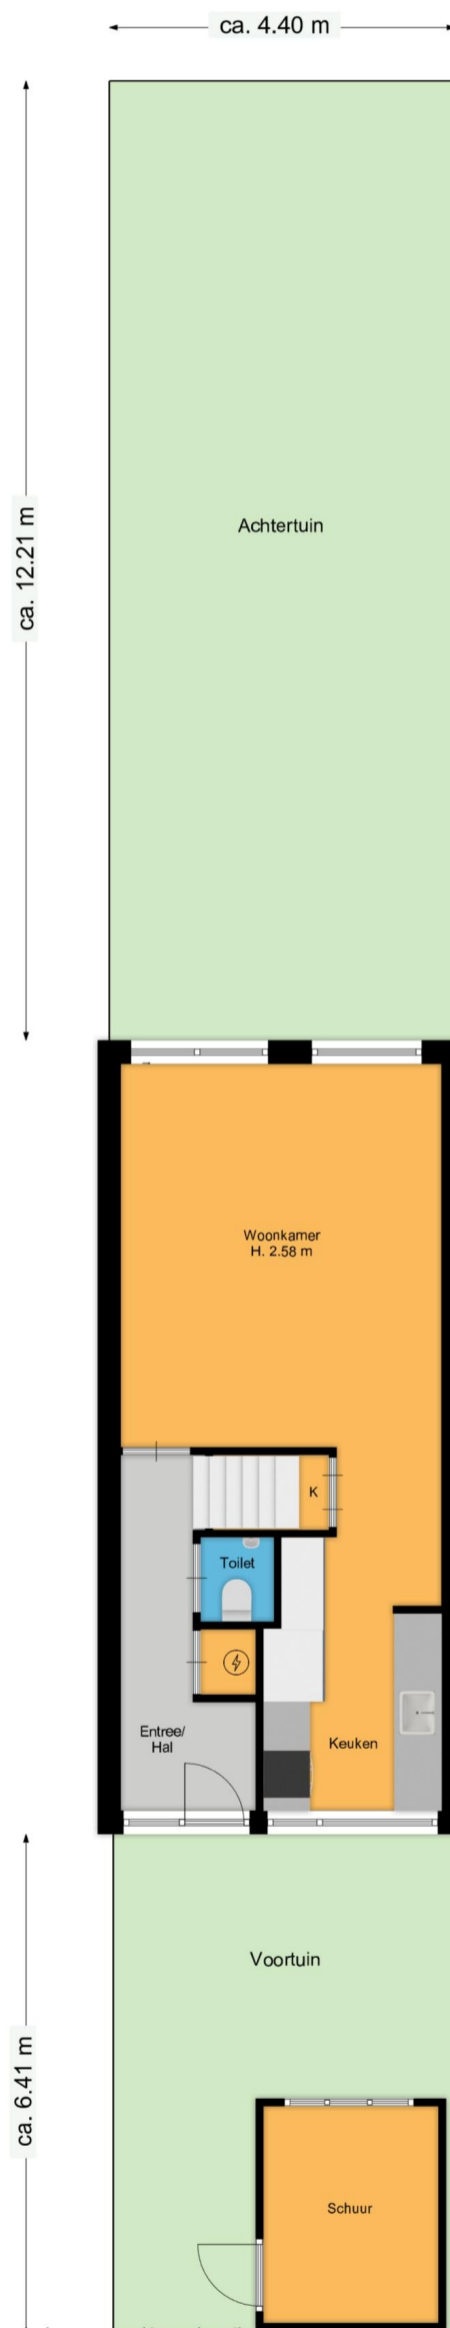 ca. 4.40 m
ca. 12.21 m
Achtertuin
Woonkamer
H. 2.58 m
K
Toilet
Entree/
Hal
Keuken
Voortuin
ca. 6.41 m
Schuur